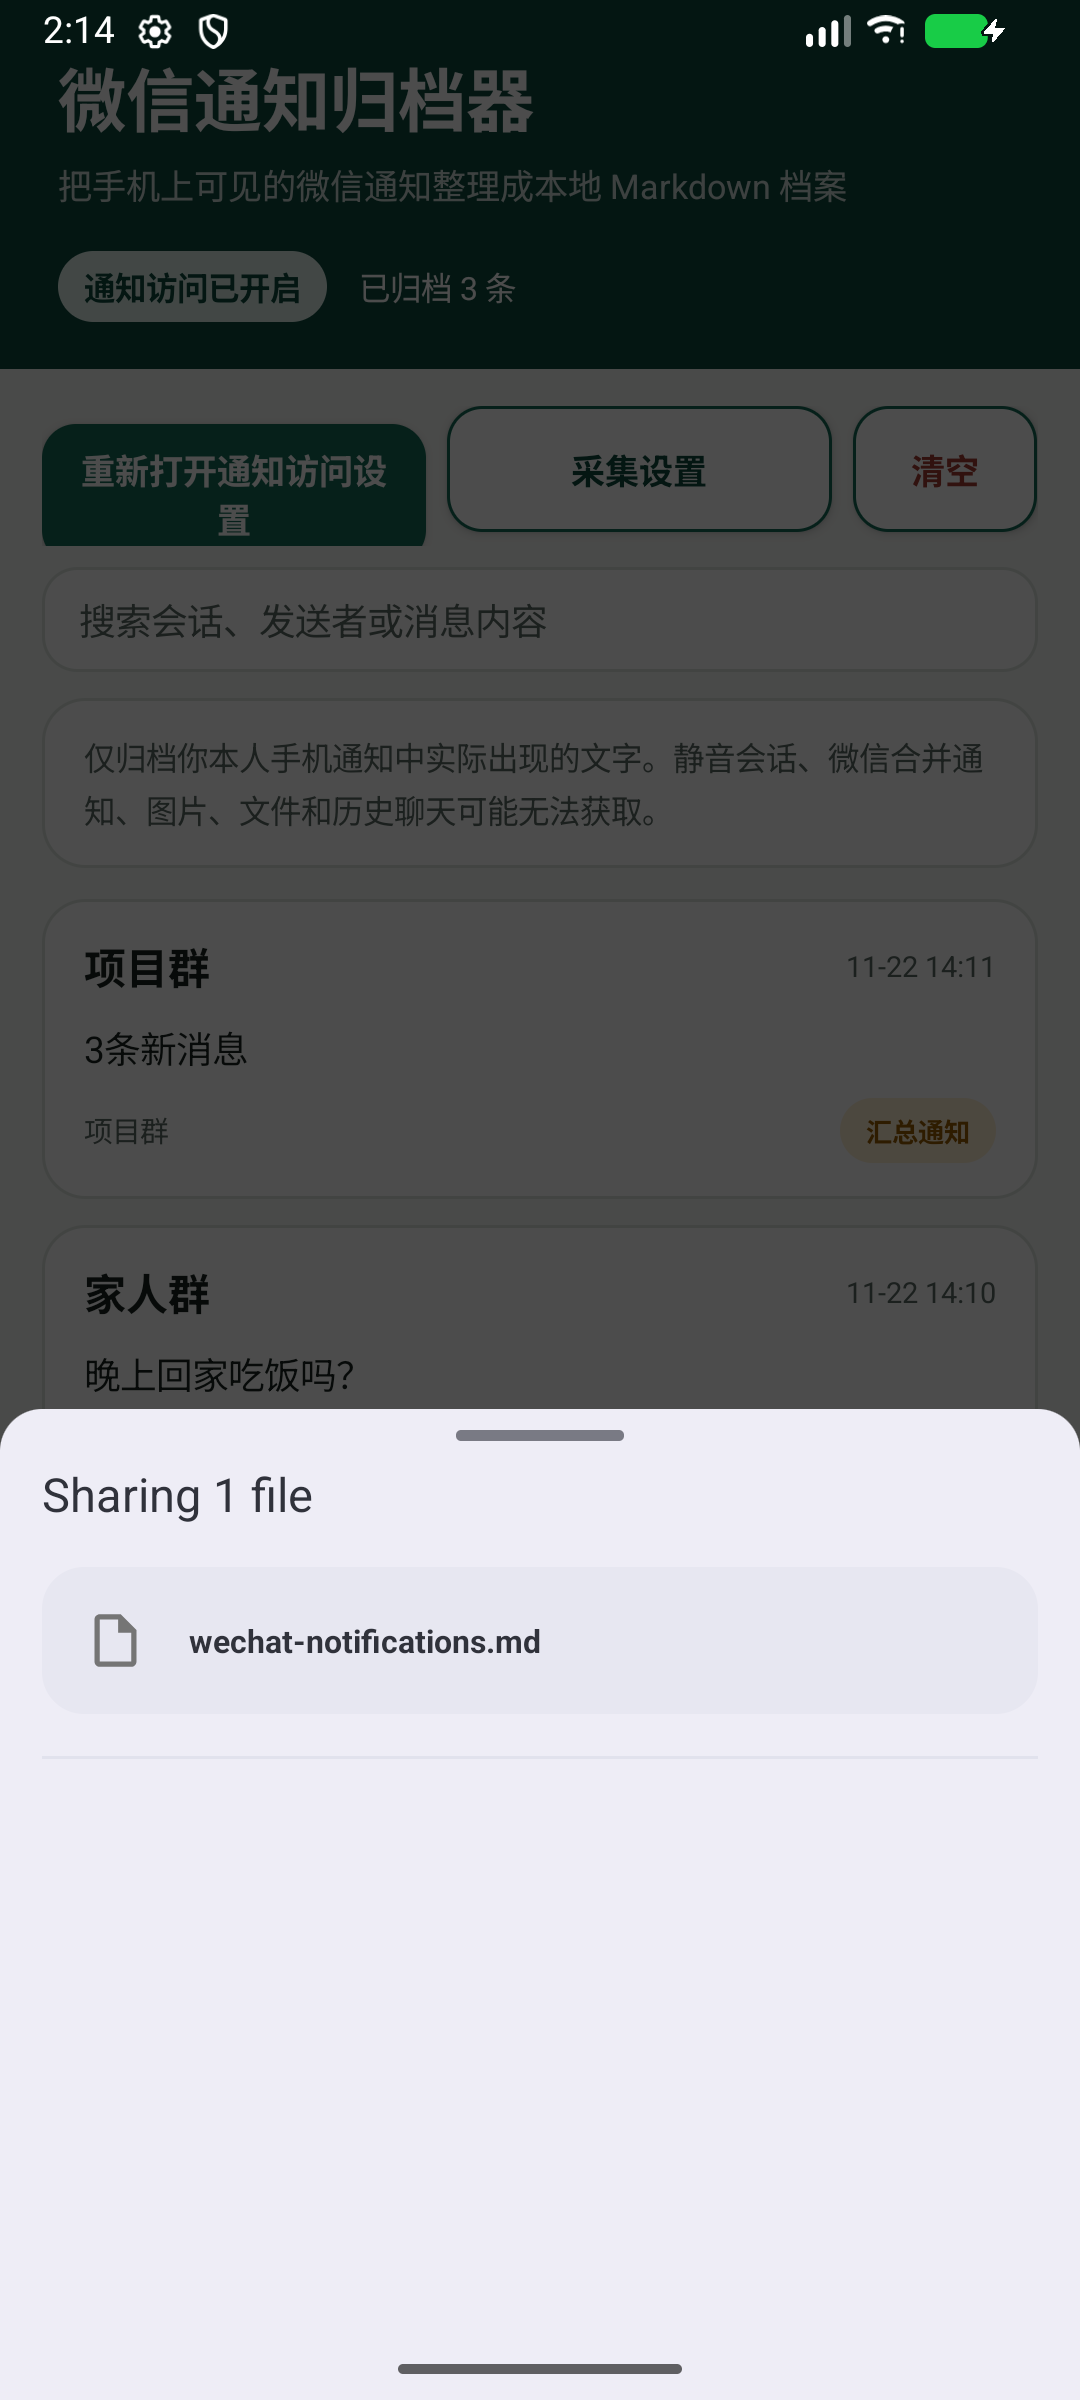 2:14
微信通知归档器
把手机上可见的微信通知整理成本地 Markdown 档案
通知访问已开启
已归档 3 条
重新打开通知访问设
置
采集设置
清空
搜索会话、发送者或消息内容
仅归档你本人手机通知中实际出现的文字。静音会话、微信合并通
知、图片、文件和历史聊天可能无法获取。
项目群
11-22 14:11
3条新消息
项目群
汇总通知
家人群
11-22 14:10
晚上回家吃饭吗?
Sharing 1 file
wechat-notifications.md